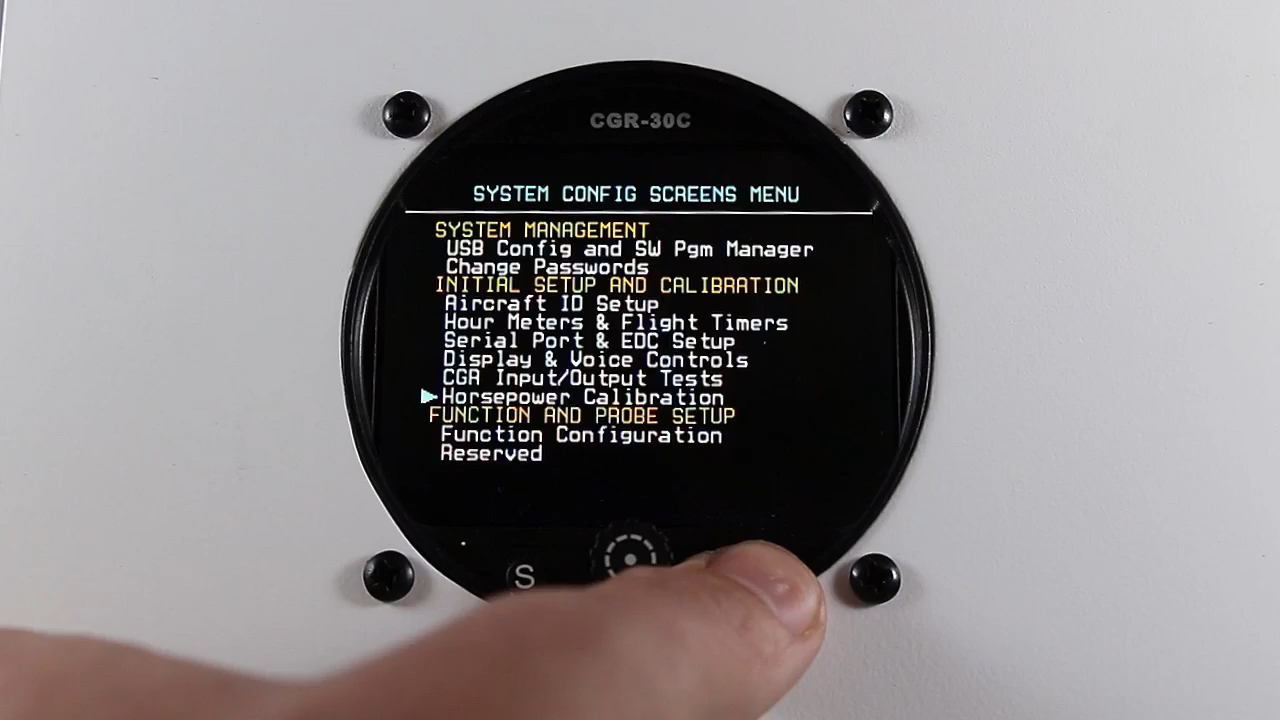 CGR-30C
SYSTEM CONFIG SCREENS MENU
SYSTEM MANAGEMENT
USB Config and SW Pgm Manager
Change Passwords
INITIAL SETUP AND CALIBRATION
Aircraft ID Setup
Hour Meters & Flight Timers
Serial Port & EDC Setup
Display & Voice Controls
CGR Input/Output Tests
Horsepower Calibration
FUNCTION AND PROBE SETUP
Function Configuration
Reserved
S